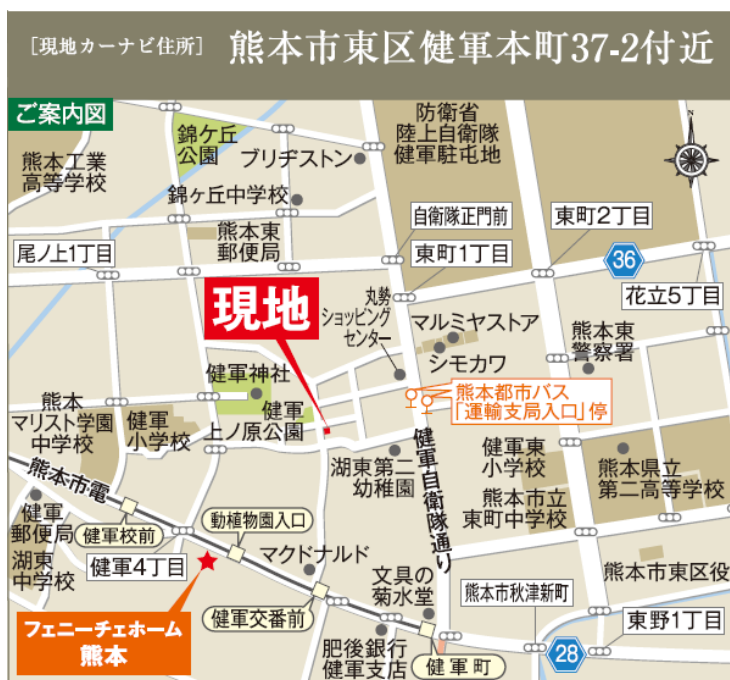 ［現地カーナビ住所］ 熊本市東区健軍本町37-2付近
ご案内図
N
熊本工業
高等学校
錦ケ丘
公園
ブリヂストン
防衛省
陸上自衛隊
健軍駐屯地
錦ヶ丘中学校
熊本東
郵便局
自衛隊正門前
東町2丁目
尾ノ上1丁目
東町1丁目
36
花立5丁目
現地
丸勢
ショッピング
センター
マルミヤストア
シモカワ
熊本東
警察署
健軍神社
熊本都市バス
「運輸支局入口」停
熊本
マリスト学園
中学校
健軍
小学校
健軍
上ノ原公園
湖東第二
幼稚園
健軍自衛隊通り
健軍東
小学校
熊本県立
第二高等学校
熊本市立
東町中学校
熊本市電
健軍
郵便局
健軍校前
動植物園入口
湖東
中学校
健軍4丁目
マクドナルド
文具の
菊水堂
熊本市秋津新町
熊本市東区役
フェニーチェホーム
熊本
健軍交番前
肥後銀行
健軍支店
健軍町
28
東野1丁目